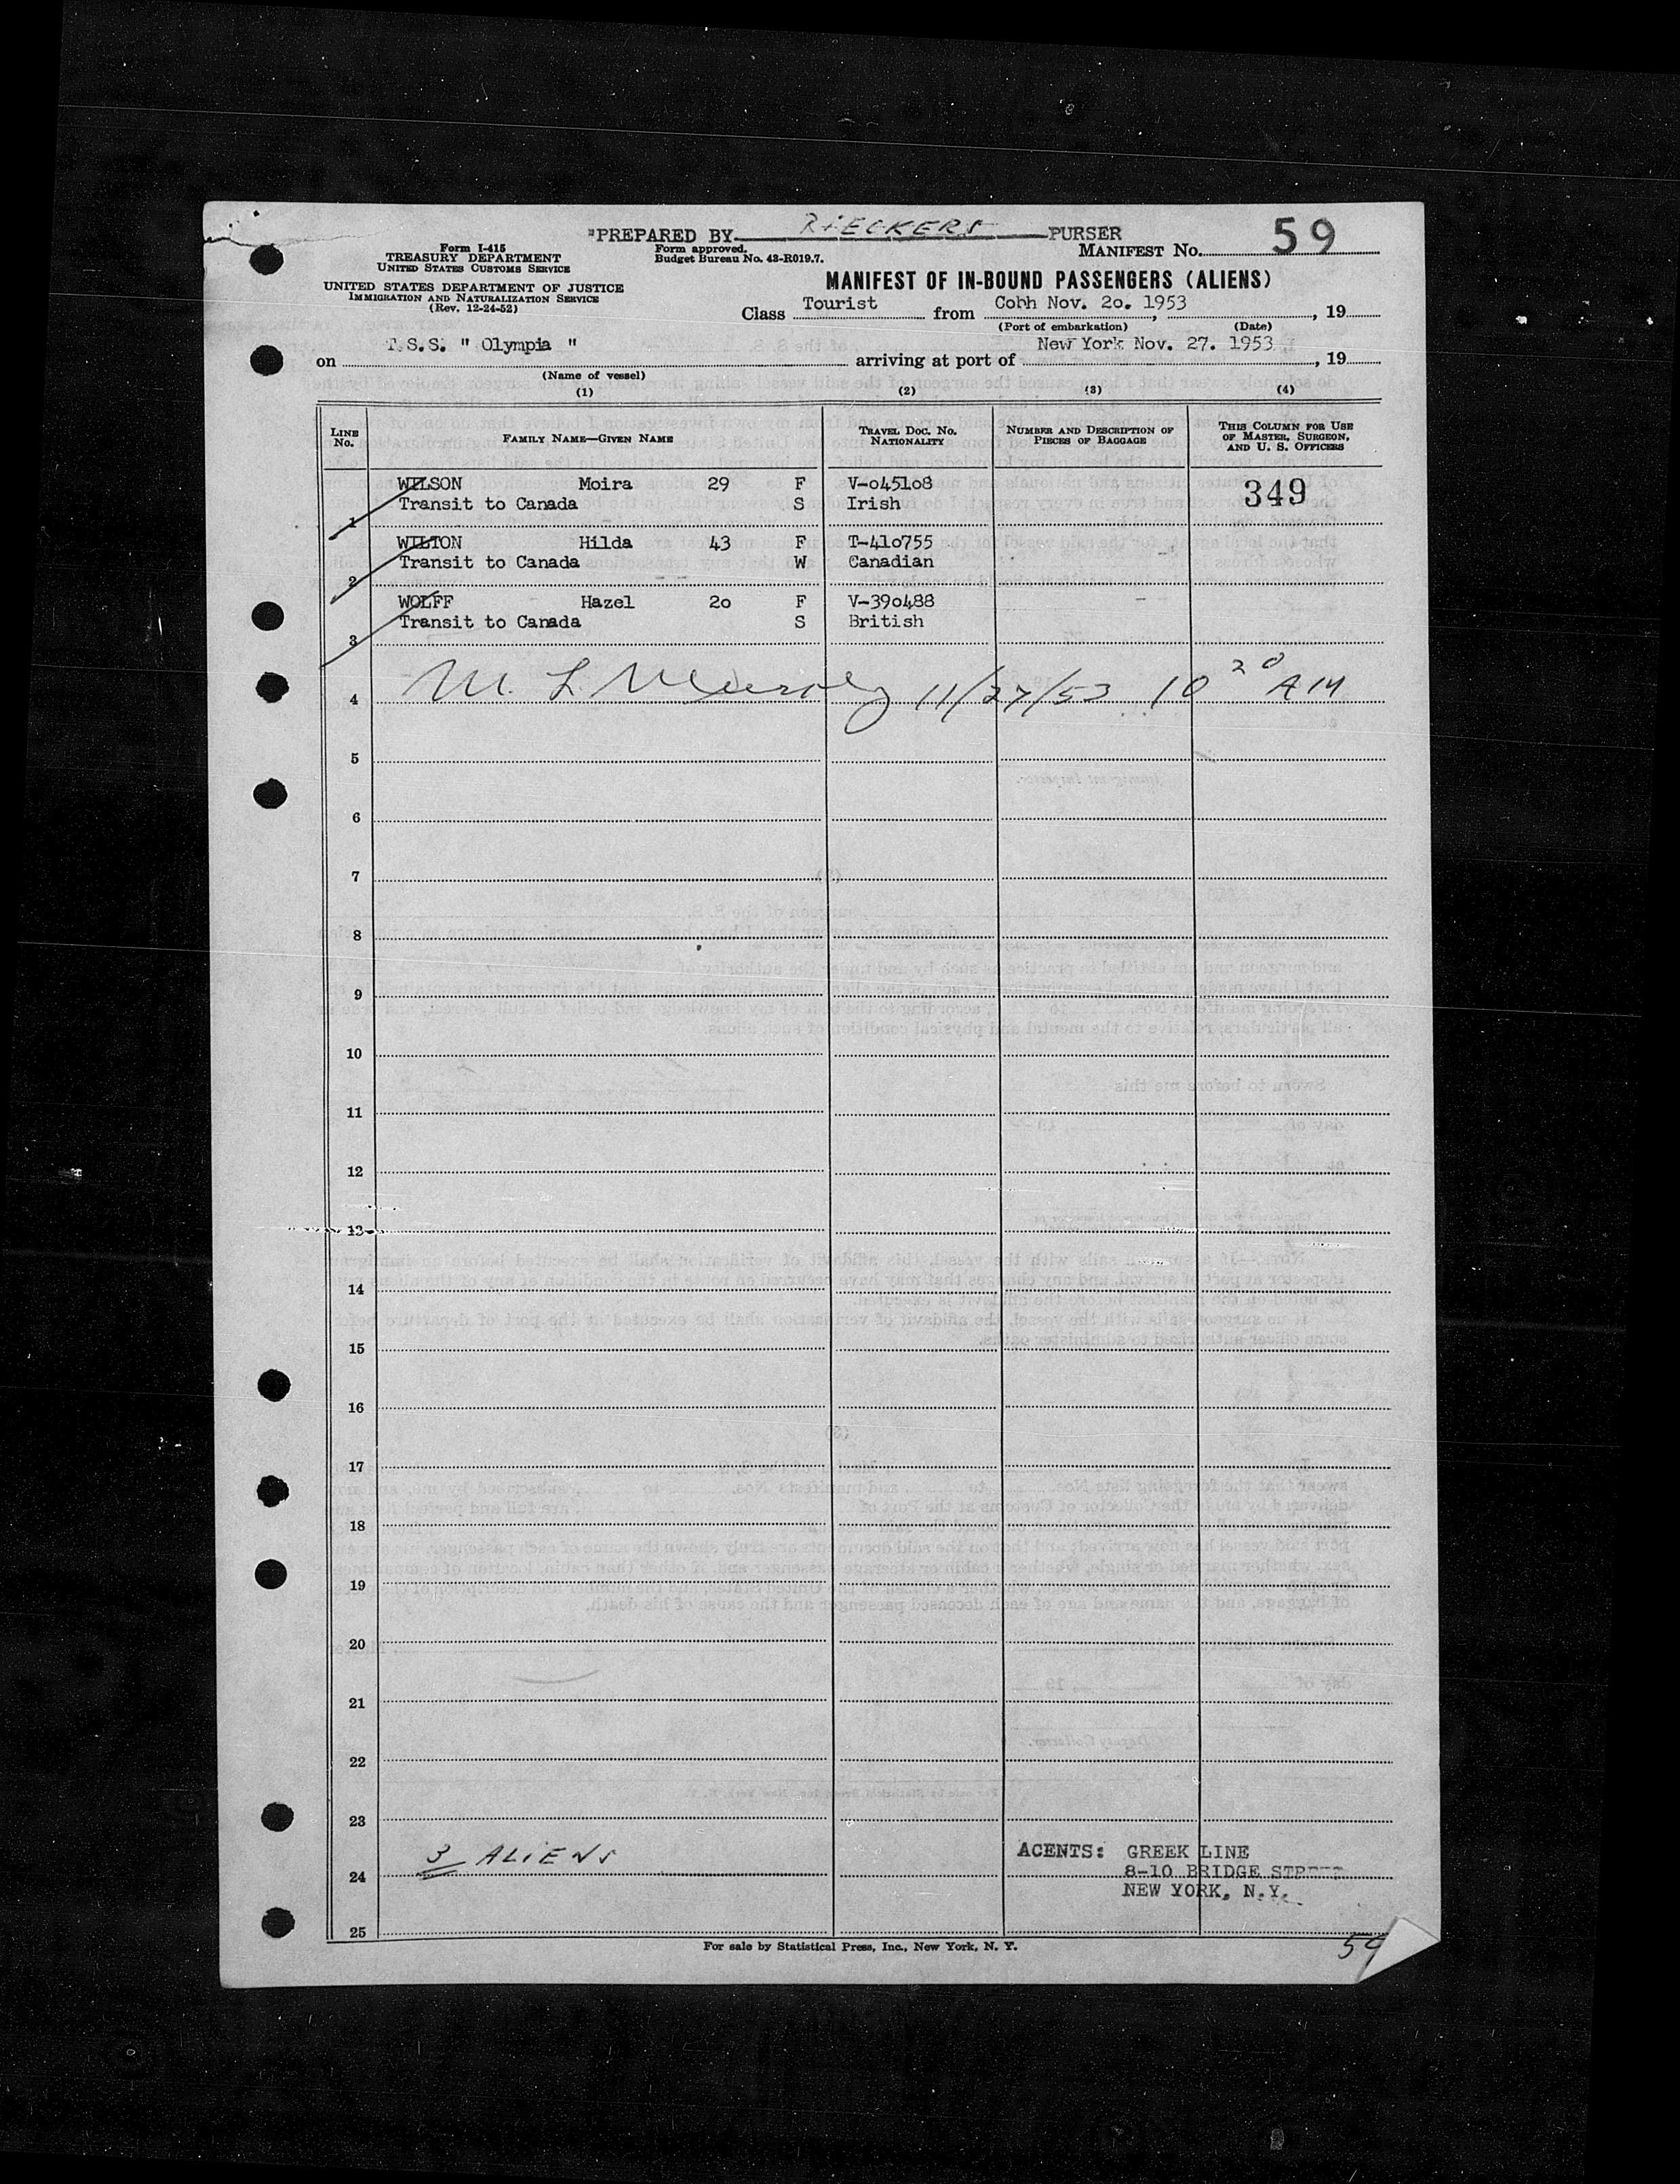 "PREPARED BY RIECKERS PURSER
Form I-415
TREASURY DEPARTMENT
UNITED STATES CUSTOMS SERVICE
UNITED STATES DEPARTMENT OF JUSTICE
IMMIGRATION AND NATURALIZATION SERVICE
(Rev. 12-24-52)
Form approved.
Budget Bureau No. 43-R019.7.
MANIFEST NO. 59
MANIFEST OF IN-BOUND PASSENGERS (ALIENS)
Class Tourist from Cobh Nov. 2o. 1953, 19
(Port of embarkation) (Date)
on T.S.S. " Olympia " arriving at port of New York Nov. 27. 1953, 19
(Name of vessel)
(1) (2) (3) (4)
LINE NO. FAMILY NAME—GIVEN NAME TRAVEL DOC. NO. NATIONALITY NUMBER AND DESCRIPTION OF PIECES OF BAGGAGE THIS COLUMN FOR USE OF MASTER, SURGEON, AND U. S. OFFICERS
WILSON Moira 29 F V-o451o8 349
1 Transit to Canada S Irish
WILTON Hilda 43 F T-41o755
2 Transit to Canada W Canadian
WOLFF Hazel 2o F V-39o488
3 Transit to Canada S British
4 M. L. 11/27/53 10 20 AM
5
6
7
8
9
10
11
12
13
14
15
16
17
18
19
20
21
22
23
3 ALIENS ACENTS: GREEK LINE
24 8-10 BRIDGE STREET
NEW YORK, N.Y.
25
For sale by Statistical Press, Inc., New York, N. Y.
59